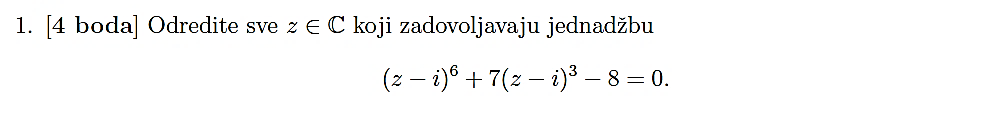 1. [4 boda] Odredite sve z ∈ ℂ koji zadovoljavaju jednadžbu
(z − i)⁶ + 7(z − i)³ − 8 = 0.